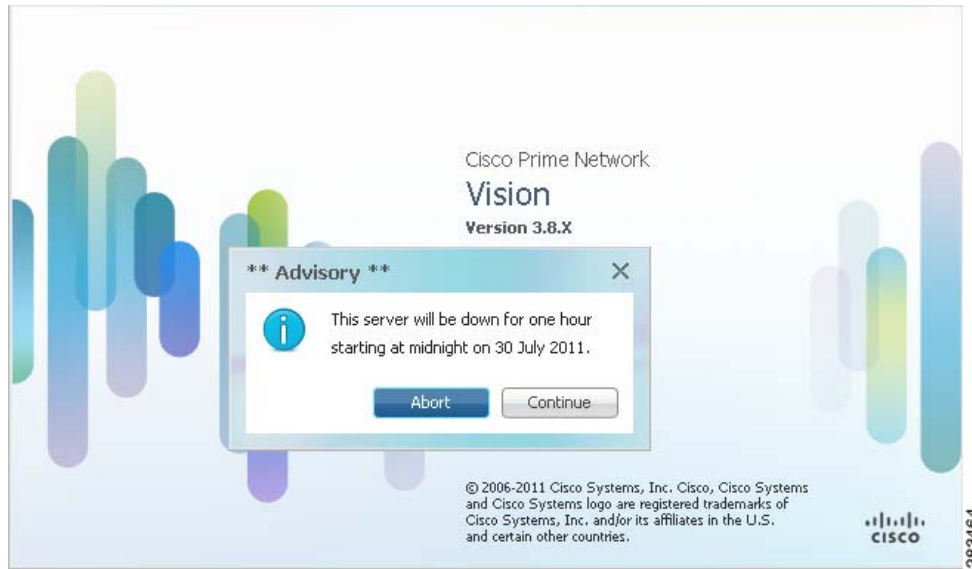 Cisco Prime Network
Vision
Version 3.8.X
** Advisory **
This server will be down for one hour
starting at midnight on 30 July 2011.
Abort
Continue
© 2006-2011 Cisco Systems, Inc. Cisco, Cisco Systems
and Cisco Systems logo are registered trademarks of
Cisco Systems, Inc. and/or its affiliates in the U.S.
and certain other countries.
CISCO